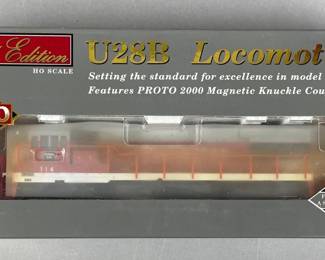 Edition
HO SCALE
U28B Locomot
Setting the standard for excellence in model
Features PROTO 2000 Magnetic Knuckle Cou